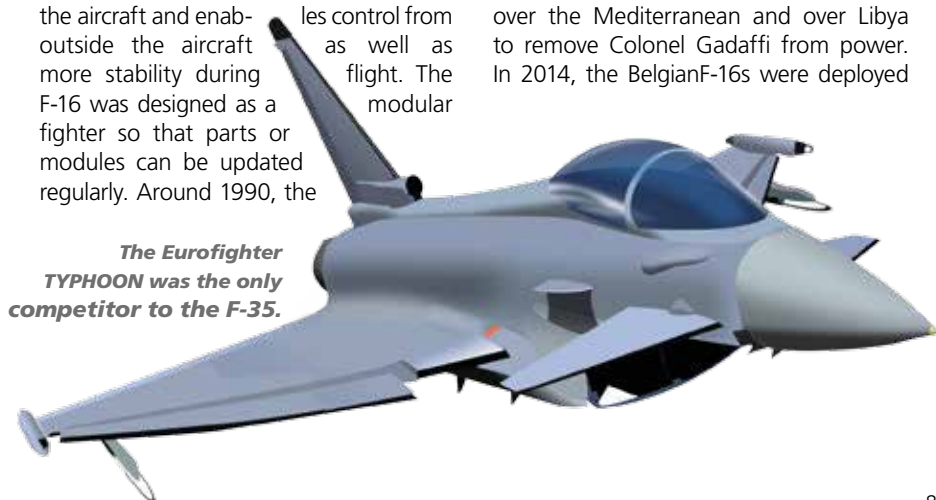 the aircraft and enab- les control from
outside the aircraft as well as
more stability during flight. The
F-16 was designed as a modular
fighter so that parts or
modules can be updated
regularly. Around 1990, the
The Eurofighter
TYPHOON was the only
competitor to the F-35.
over the Mediterranean and over Libya
to remove Colonel Gadaffi from power.
In 2014, the BelgianF-16s were deployed